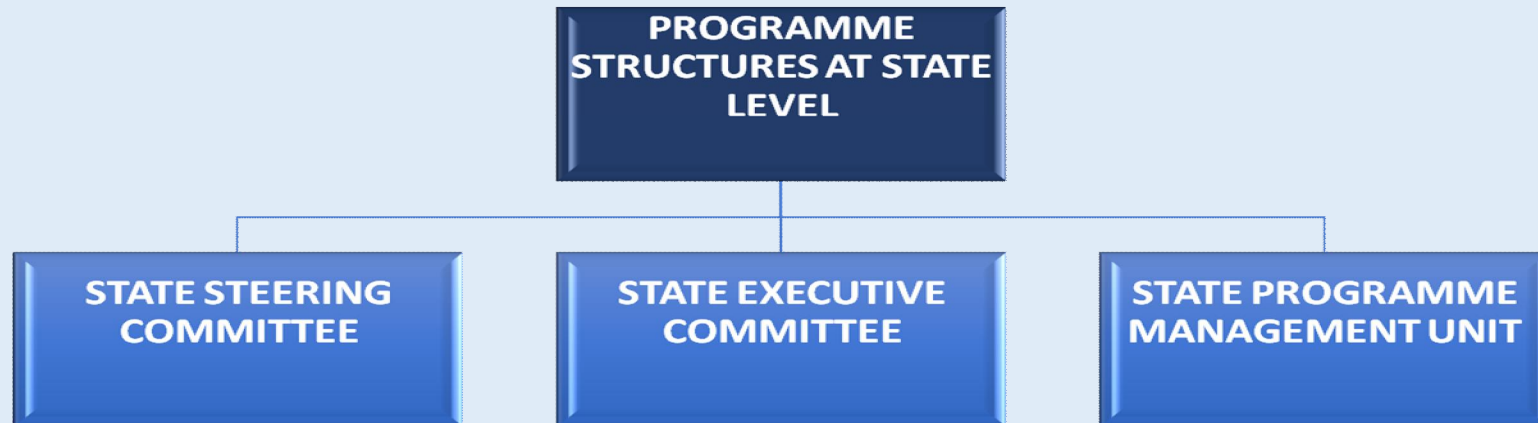 PROGRAMME
STRUCTURES AT STATE
LEVEL
STATE STEERING
COMMITTEE
STATE EXECUTIVE
COMMITTEE
STATE PROGRAMME
MANAGEMENT UNIT